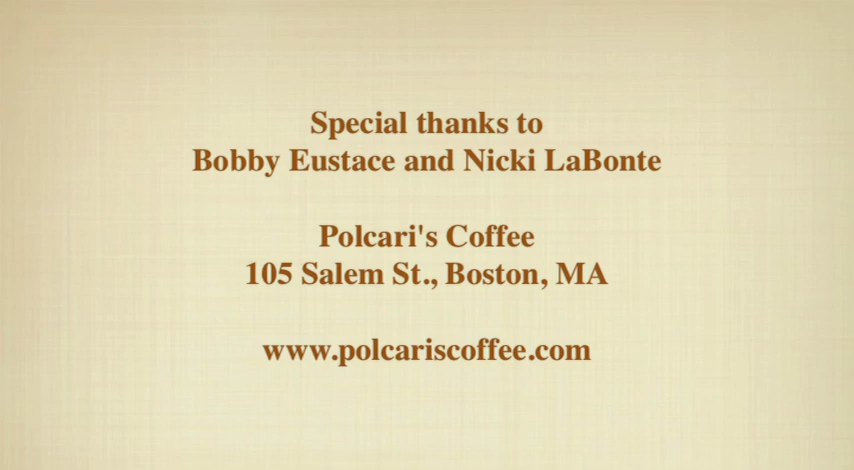 Special thanks to
Bobby Eustace and Nicki LaBonte
Polcari's Coffee
105 Salem St., Boston, MA
www.polcariscoffee.com